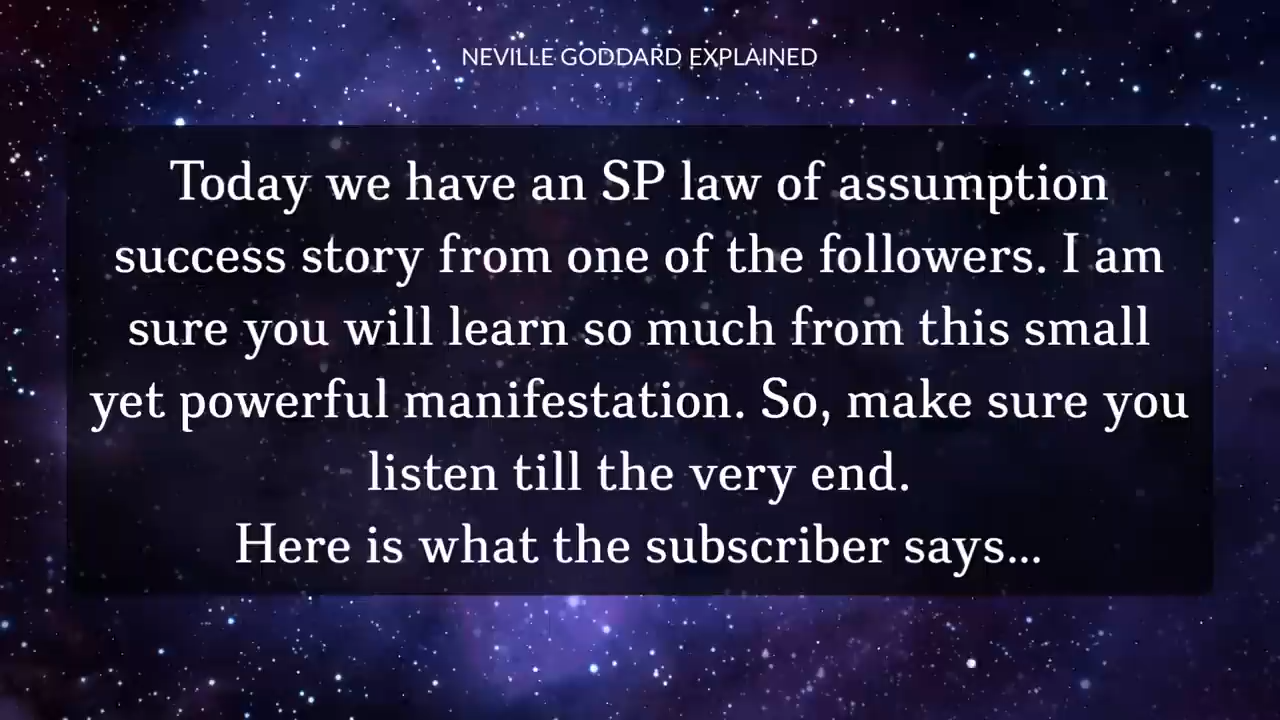 NEVILLE GODDARD EXPLAINED
Today we have an SP law of assumption
success story from one of the followers. I am
sure you will learn so much from this small
yet powerful manifestation. So, make sure you
listen till the very end.
Here is what the subscriber says...